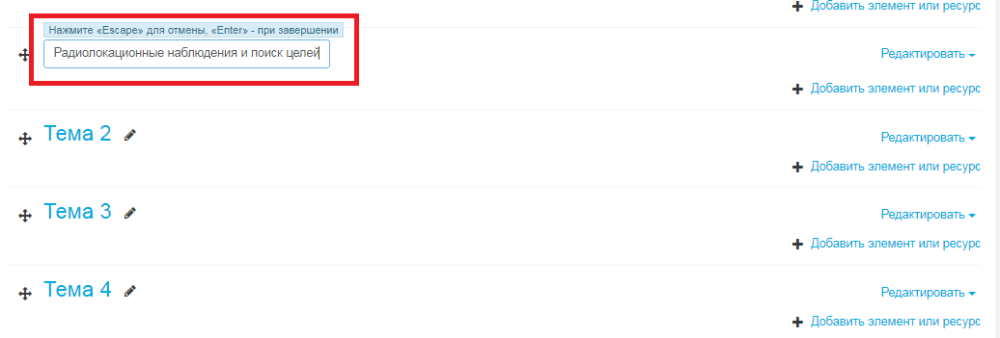 Добавить элемент или ресурс
Нажмите «Escape» для отмены, «Enter» - при завершении
Радиолокационные наблюдения и поиск целей
Редактировать
Добавить элемент или ресурс
Тема 2
Редактировать
Добавить элемент или ресурс
Тема 3
Редактировать
Добавить элемент или ресурс
Тема 4
Редактировать
Добавить элемент или ресурс